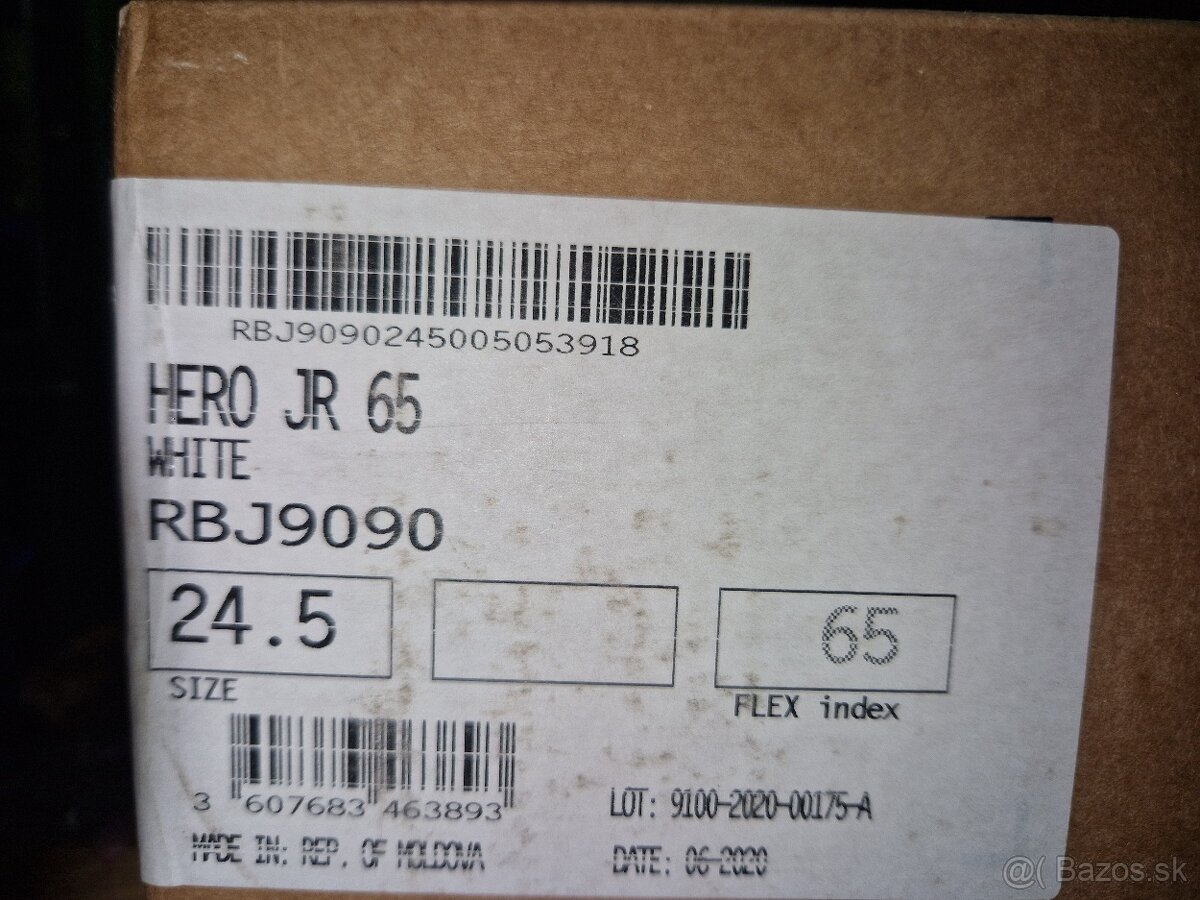 RBJ9090245005053918
HERO JR 65
WHITE
RBJ9090
24.5
65
SIZE
FLEX index
3 607683 463893
LOT: 9100-2020-00175-A
MADE IN: REP. OF MOLDOVA
DATE: 06-2020
@( Bazos.sk